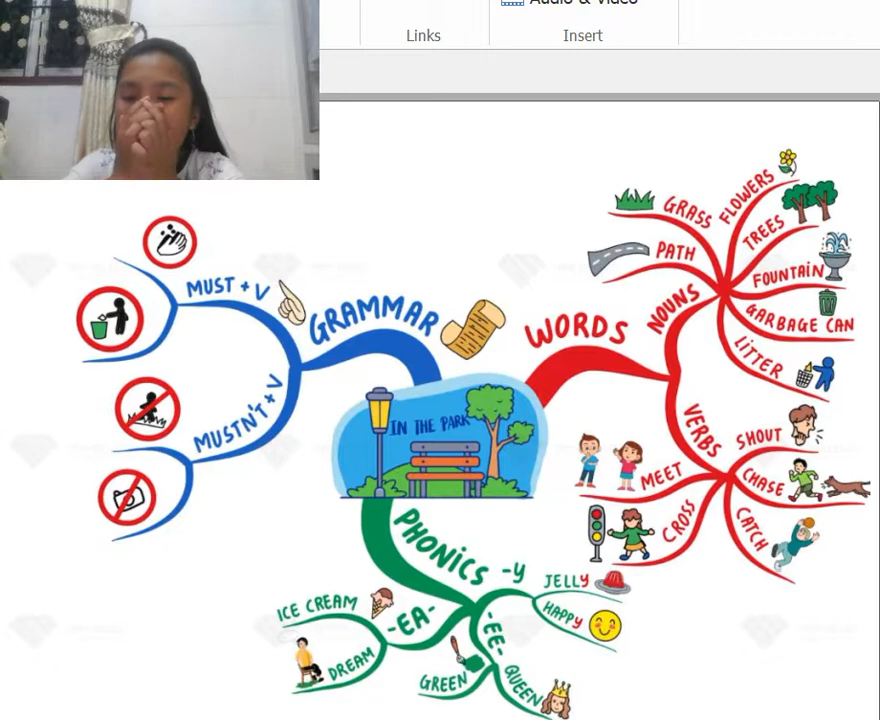 Audio & Video
Links
Insert
GRAMMAR
MUST + V
MUSTN'T + V
IN THE PARK
WORDS
NOUNS
GRASS
FLOWERS
PATH
TREES
FOUNTAIN
GARBAGE CAN
LITTER
VERBS
SHOUT
MEET
CHASE
CROSS
CATCH
PHONICS
-y
JELLY
HAPPY
-EA-
ICE CREAM
DREAM
-EE-
GREEN
QUEEN